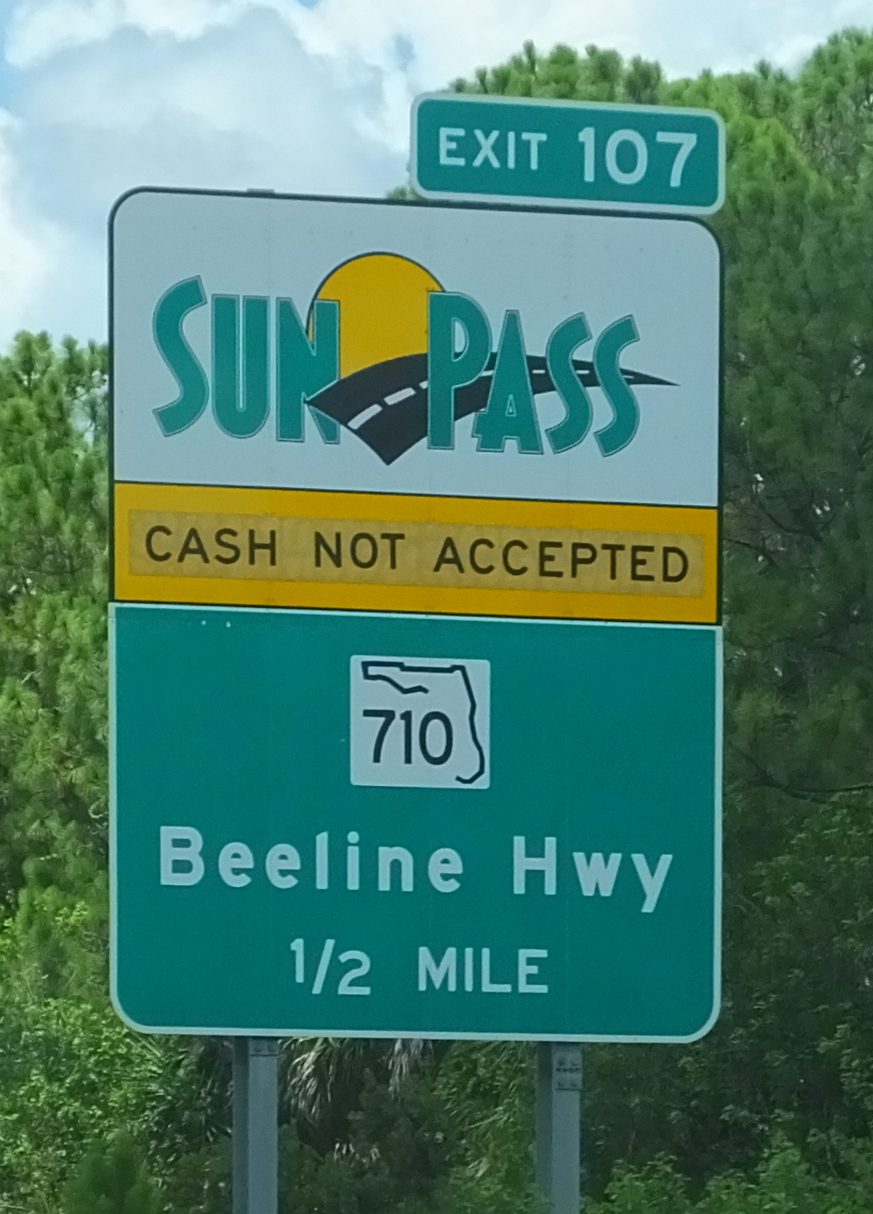 EXIT 107
SUNPASS
CASH NOT ACCEPTED
710
Beeline Hwy
1/2 MILE